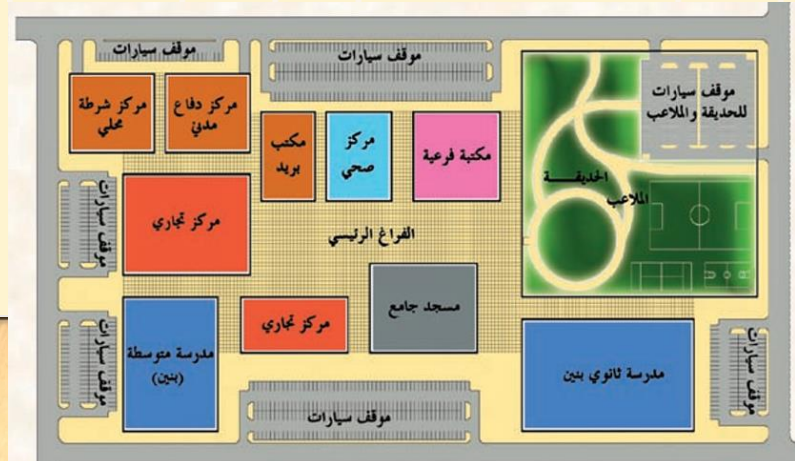 موقف سيارات
موقف سيارات
موقف سيارات
للحديقة والملاعب
مركز دفاع
مدني
مركز شرطة
محلي
مكتبة فرعية
مركز
صحي
مكتب
بريد
الحديقـــــة
الملاعب
موقف سيارات
مركز تجاري
الفراغ الرئيسي
مسجد جامع
مركز تجاري
مدرسة متوسطة
(بنين)
موقف سيارات
مدرسة ثانوي بنين
موقف سيارات
موقف سيارات